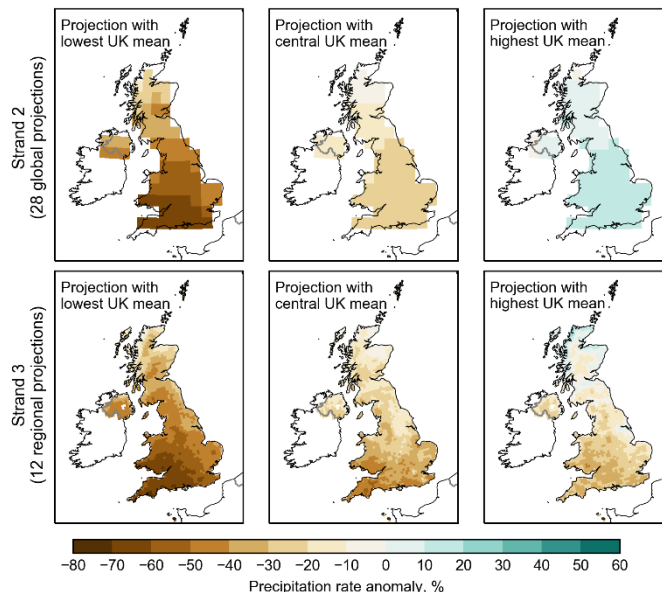 Strand 2
(28 global projections)
Projection with
lowest UK mean
Projection with
central UK mean
Projection with
highest UK mean
Strand 3
(12 regional projections)
Projection with
lowest UK mean
Projection with
central UK mean
Projection with
highest UK mean
−80 −70 −60 −50 −40 −30 −20 −10 0 10 20 30 40 50 60
Precipitation rate anomaly, %